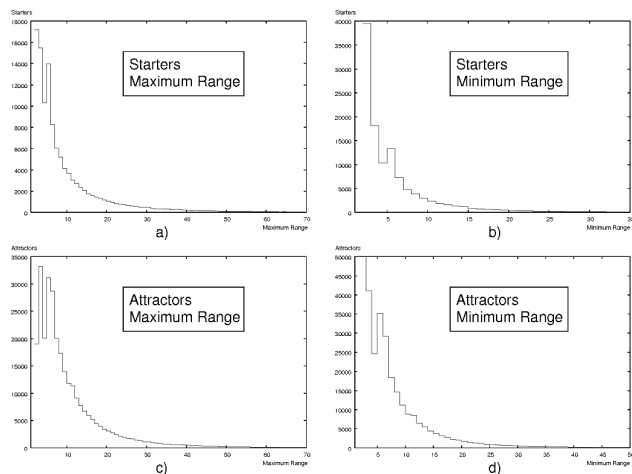 Starters
18000
16000
14000
12000
10000
8000
6000
4000
2000
0
Starters
Maximum Range
10 20 30 40 50 60 70
Maximum Range
a)
Starters
40000
35000
30000
25000
20000
15000
10000
5000
0
Starters
Minimum Range
5 10 15 20 25 30 35
Minimum Range
b)
Attractors
35000
30000
25000
20000
15000
10000
5000
0
Attractors
Maximum Range
10 20 30 40 50 60 70
Maximum Range
c)
Attractors
50000
45000
40000
35000
30000
25000
20000
15000
10000
5000
0
Attractors
Minimum Range
5 10 15 20 25 30 35 40 45 50
Minimum Range
d)